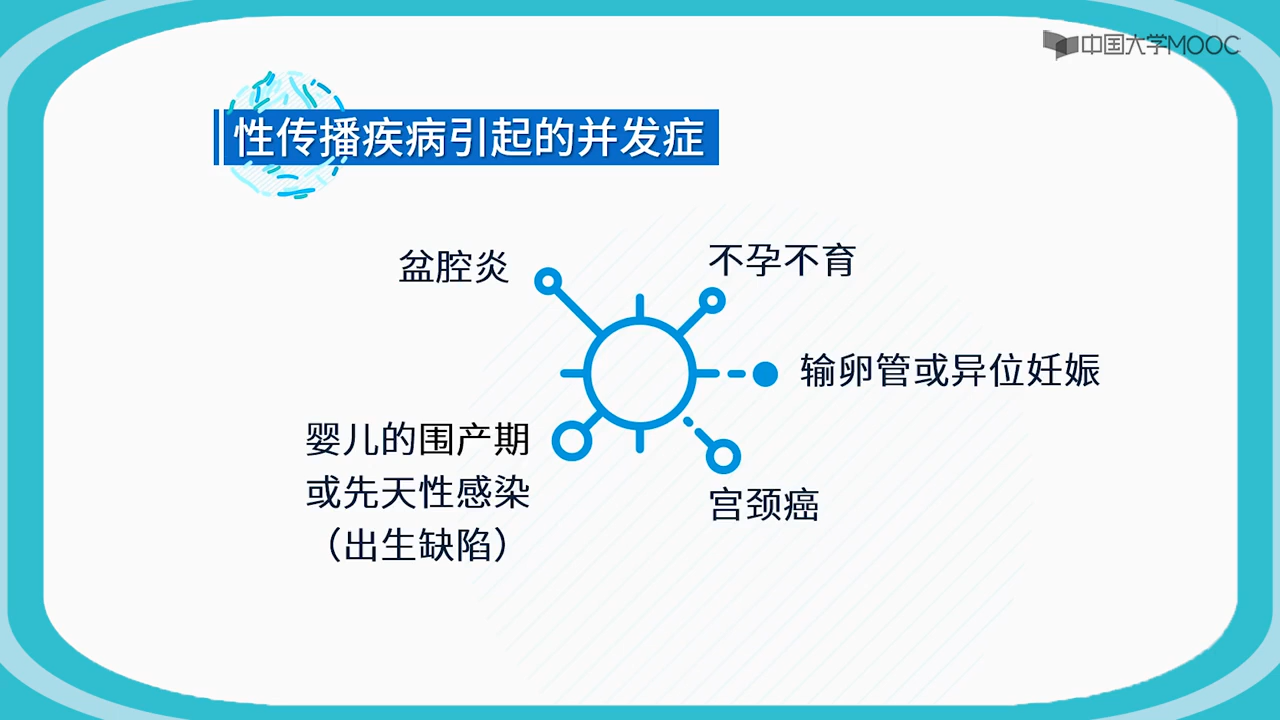 中国大学MOOC
性传播疾病引起的并发症
盆腔炎
不孕不育
输卵管或异位妊娠
婴儿的围产期
或先天性感染
（出生缺陷）
宫颈癌